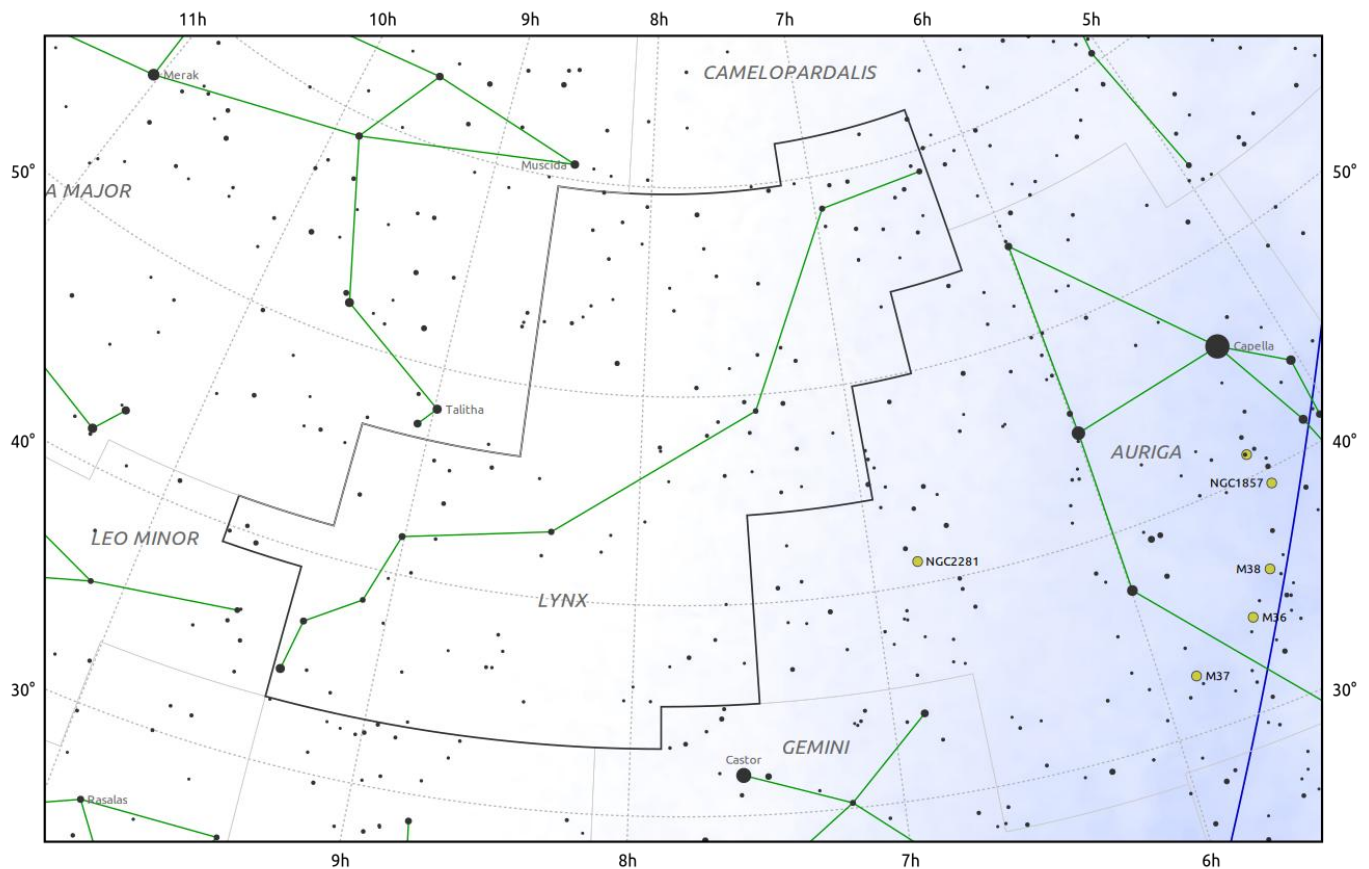 11h 10h 9h 8h 7h 6h 5h
CAMELOPARDALIS
Merak
Muscida
50° 50°
A MAJOR
Capella
Talitha
40° 40°
AURIGA
NGC1857
LEO MINOR
NGC2281
M38
LYNX
M36
M37
30° 30°
GEMINI
Castor
Rasalas
9h 8h 7h 6h